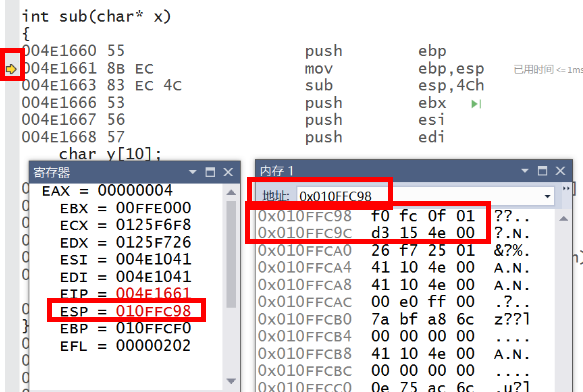 int sub(char* x)
{
004E1660 55 push ebp
004E1661 8B EC mov ebp,esp 已用时间 <= 1ms
004E1663 83 EC 4C sub esp,4Ch
004E1666 53 push ebx
004E1667 56 push esi
004E1668 57 push edi
char y[10];
寄存器
EAX = 00000004
EBX = 00FFE000
ECX = 0125F6F8
EDX = 0125F726
ESI = 004E1041
EDI = 004E1041
EIP = 004E1661
ESP = 010FFC98
EBP = 010FFCF0
EFL = 00000202
内存 1
地址: 0x010FFC98
0x010FFC98 f0 fc 0f 01 ??..
0x010FFC9C d3 15 4e 00 ?.N.
0x010FFCA0 26 f7 25 01 &?%.
0x010FFCA4 41 10 4e 00 A.N.
0x010FFCA8 41 10 4e 00 A.N.
0x010FFCAC 00 e0 ff 00 .?..
0x010FFCB0 7a bf a8 6c z??l
0x010FFCB4 00 00 00 00 ....
0x010FFCB8 41 10 4e 00 A.N.
0x010FFCBC 00 00 00 00 ....
0x010FFCC0 0e 75 ac 6c .u?l